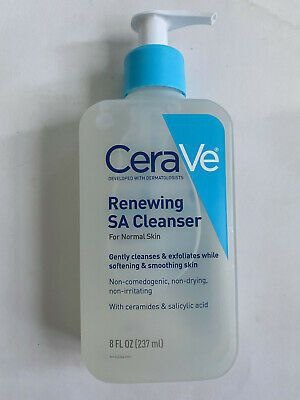 CeraVe
DEVELOPED WITH DERMATOLOGISTS
Renewing
SA Cleanser
For Normal Skin
Gently cleanses & exfoliates while
softening & smoothing skin
Non-comedogenic, non-drying,
non-irritating
With ceramides & salicylic acid
8 FL OZ (237 mL)